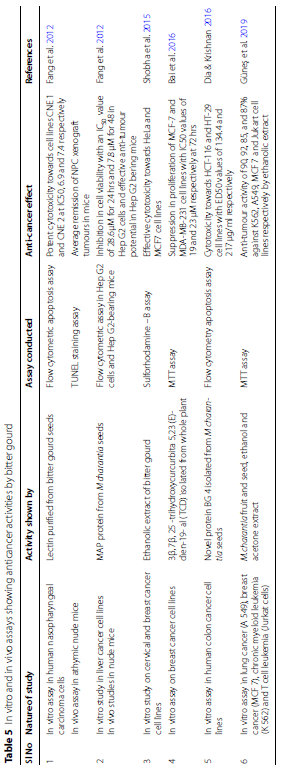 Table 5 In vitro and in vivo assays showing anticancer activities by bitter gourd
Sl No Nature of study Activity shown by Assay conducted Anti-cancer effect References
1 In vitro assay in human nasopharyngeal Lectin purified from bitter gourd seeds Flow cytometric apoptosis assay Potent cytotoxicity towards cell lines CNE 1 Fang et al. 2012
carcinoma cells and CNE 2 at IC50, 6.9 and 7.4 respectively
In vivo assay in athymic nude mice TUNEL staining assay Average remission of NPC xenograft
tumours in mice
2 In vitro study in liver cancer cell lines MAP protein from M charantia seeds Flow cytometric assay in Hep G2 Inhibition in cell viability with an IC50 value Fang et al. 2012
In vivo studies in nude mice cells and Hep G2-bearing mice of 28.6μM for 24 hrs and 7.8 μM for 48 in
Hep G2 cells and effective anti-tumour
potential in Hep G2 bering mice
3 In vitro study on cervical and breast cancer Ethanolic extract of bitter gourd Sulforhodamine – B assay Effective cytotoxicity towards HeLa and Shobha et al. 2015
cell lines MCF7 cell lines
4 In vitro assay on breast cancer cell lines 3β,7β,25-trihydroxycucurbita 5,23 (E)- MTT assay Suppression in proliferation of MCF-7 and Bai et al. 2016
dien-19-al (TCD) isolated from whole plant MDA-MB-231 cell lines with IC50 values of
19 and 23 μM respectively at 72 hrs
5 In vitro assay in human colon cancer cell Novel protein BG 4 isolated from M charan- Flow cytometry apoptosis assay Cytotoxicity towards HCT-116 and HT-29 Dia & Krishnan 2016
lines tia seeds cell lines with ED50 values of 134.4 and
217 μg/ml respectively
6 In vitro assay in lung cancer (A 549), breast M.charantia fruit and seed, ethanol and MTT assay Anti-tumour activity of 90, 92, 83, and 87% Güneş et al. 2019
cancer (MCF 7), chronic myeloid leukemia acetone extract against K562, A549, MCF7 and Jukart cell
(K 562) and T cell leukemia (Jurkat cells) lines respectively by ethanolic extract